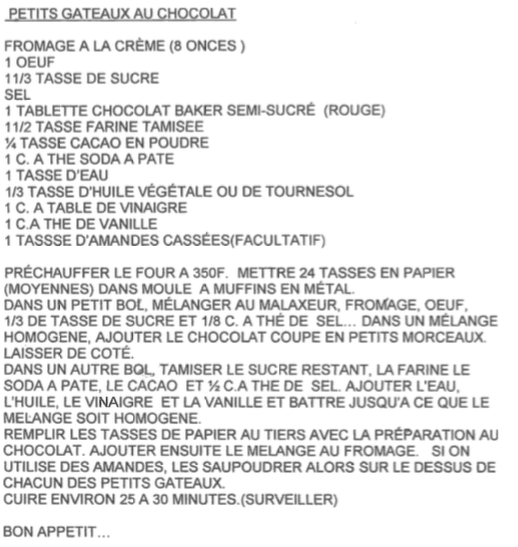 PETITS GATEAUX AU CHOCOLAT
FROMAGE A LA CRÈME (8 ONCES )
1 OEUF
11/3 TASSE DE SUCRE
SEL
1 TABLETTE CHOCOLAT BAKER SEMI-SUCRÉ (ROUGE)
11/2 TASSE FARINE TAMISEE
¼ TASSE CACAO EN POUDRE
1 C. A THE SODA A PATE
1 TASSE D'EAU
1/3 TASSE D'HUILE VÉGÉTALE OU DE TOURNESOL
1 C. A TABLE DE VINAIGRE
1 C.A THE DE VANILLE
1 TASSSE D'AMANDES CASSÉES(FACULTATIF)
PRÉCHAUFFER LE FOUR A 350F. METTRE 24 TASSES EN PAPIER
(MOYENNES) DANS MOULE A MUFFINS EN MÉTAL.
DANS UN PETIT BOL, MÉLANGER AU MALAXEUR, FROMAGE, OEUF,
1/3 DE TASSE DE SUCRE ET 1/8 C. A THÉ DE SEL... DANS UN MÉLANGE
HOMOGENE, AJOUTER LE CHOCOLAT COUPE EN PETITS MORCEAUX.
LAISSER DE COTÉ.
DANS UN AUTRE BOL, TAMISER LE SUCRE RESTANT, LA FARINE LE
SODA A PATE, LE CACAO ET ½ C.A THE DE SEL. AJOUTER L'EAU,
L'HUILE, LE VINAIGRE ET LA VANILLE ET BATTRE JUSQU'A CE QUE LE
MELANGE SOIT HOMOGENE.
REMPLIR LES TASSES DE PAPIER AU TIERS AVEC LA PRÉPARATION AU
CHOCOLAT. AJOUTER ENSUITE LE MELANGE AU FROMAGE. SI ON
UTILISE DES AMANDES, LES SAUPOUDRER ALORS SUR LE DESSUS DE
CHACUN DES PETITS GATEAUX.
CUIRE ENVIRON 25 A 30 MINUTES.(SURVEILLER)
BON APPETIT...